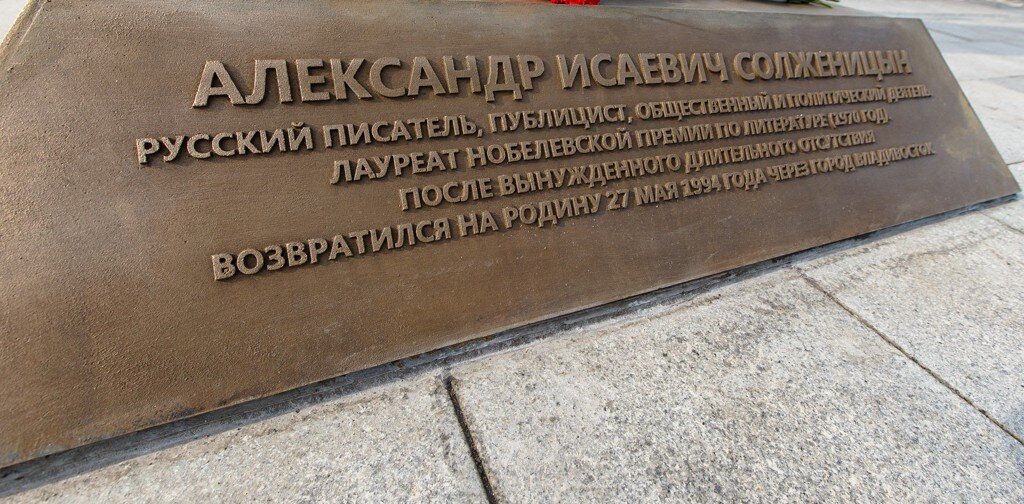 АЛЕКСАНДР ИСАЕВИЧ СОЛЖЕНИЦЫН
РУССКИЙ ПИСАТЕЛЬ, ПУБЛИЦИСТ, ОБЩЕСТВЕННЫЙ И ПОЛИТИЧЕСКИЙ ДЕЯТЕЛЬ
ЛАУРЕАТ НОБЕЛЕВСКОЙ ПРЕМИИ ПО ЛИТЕРАТУРЕ (1970 ГОД).
ПОСЛЕ ВЫНУЖДЕННОГО ДЛИТЕЛЬНОГО ОТСУТСТВИЯ
ВОЗВРАТИЛСЯ НА РОДИНУ 27 МАЯ 1994 ГОДА ЧЕРЕЗ ГОРОД ВЛАДИВОСТОК.